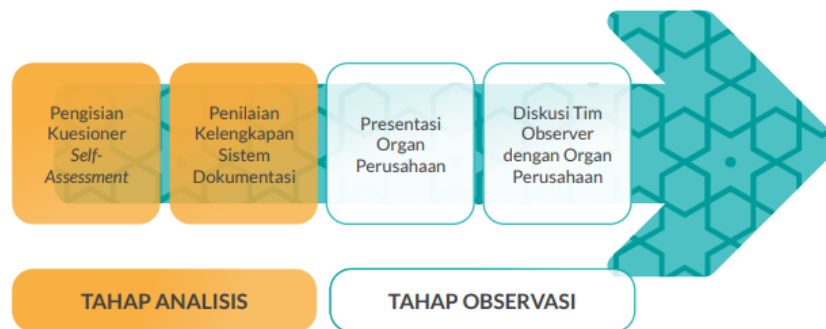 Pengisian
Kuesioner
Self-
Assessment
Penilaian
Kelengkapan
Sistem
Dokumentasi
Presentasi
Organ
Perusahaan
Diskusi Tim
Observer
dengan Organ
Perusahaan
TAHAP ANALISIS
TAHAP OBSERVASI